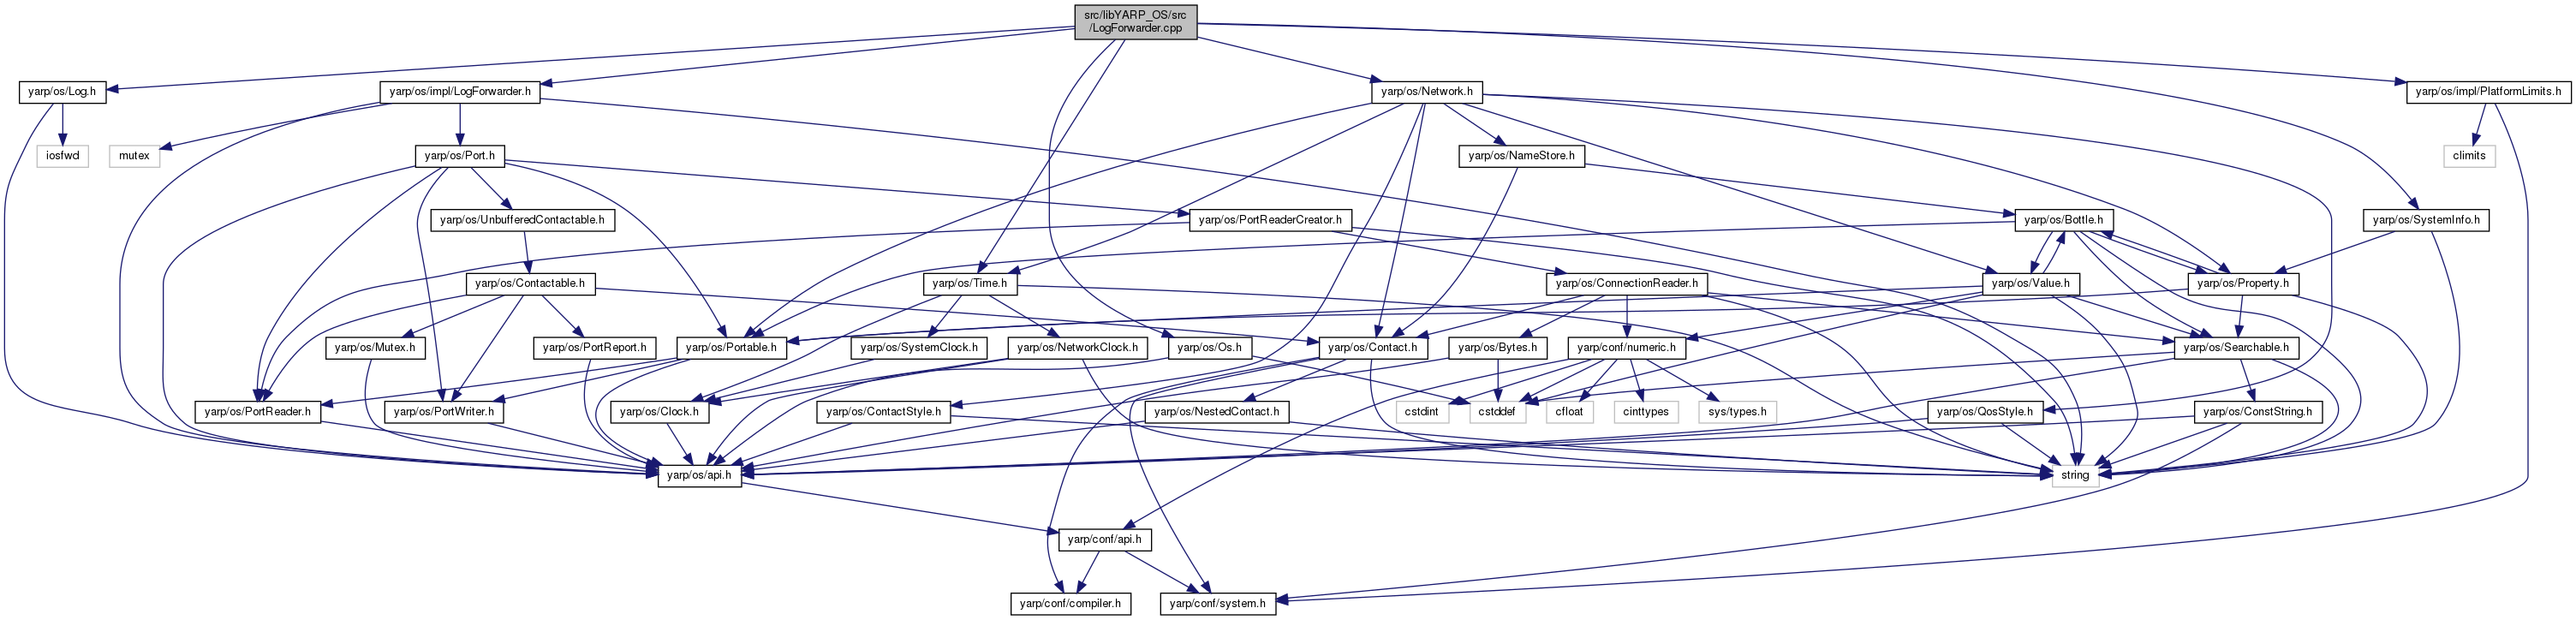 src/libYARP_OS/src
/LogForwarder.cpp
yarp/os/Log.h
yarp/os/impl/LogForwarder.h
yarp/os/Network.h
yarp/os/impl/PlatformLimits.h
iosfwd
mutex
yarp/os/Port.h
yarp/os/NameStore.h
climits
yarp/os/UnbufferedContactable.h
yarp/os/PortReaderCreator.h
yarp/os/Bottle.h
yarp/os/SystemInfo.h
yarp/os/Contactable.h
yarp/os/Time.h
yarp/os/ConnectionReader.h
yarp/os/Value.h
yarp/os/Property.h
yarp/os/Mutex.h
yarp/os/PortReport.h
yarp/os/Portable.h
yarp/os/SystemClock.h
yarp/os/NetworkClock.h
yarp/os/Os.h
yarp/os/Contact.h
yarp/os/Bytes.h
yarp/conf/numeric.h
yarp/os/Searchable.h
yarp/os/PortReader.h
yarp/os/PortWriter.h
yarp/os/Clock.h
yarp/os/ContactStyle.h
yarp/os/NestedContact.h
cstdint
cstddef
cfloat
cinttypes
sys/types.h
yarp/os/QosStyle.h
yarp/os/ConstString.h
yarp/os/api.h
string
yarp/conf/api.h
yarp/conf/compiler.h
yarp/conf/system.h